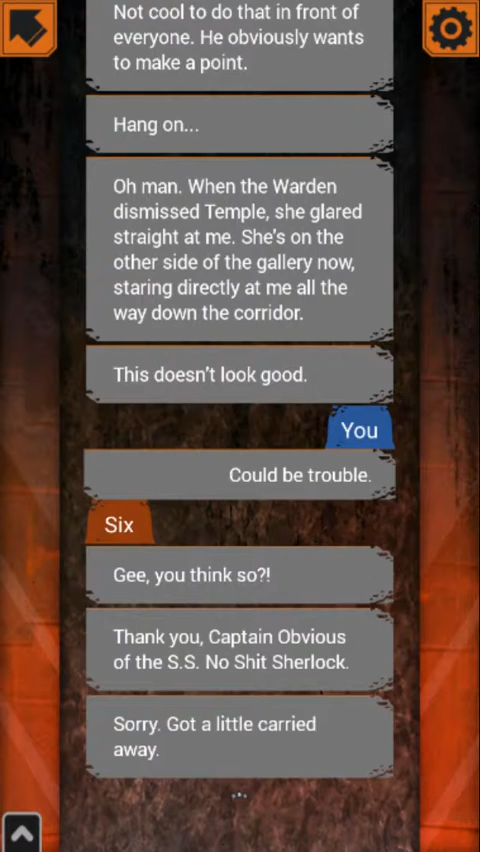 Not cool to do that in front of
everyone. He obviously wants
to make a point.
Hang on...
Oh man. When the Warden
dismissed Temple, she glared
straight at me. She's on the
other side of the gallery now,
staring directly at me all the
way down the corridor.
This doesn't look good.
You
Could be trouble.
Six
Gee, you think so?!
Thank you, Captain Obvious
of the S.S. No Shit Sherlock.
Sorry. Got a little carried
away.